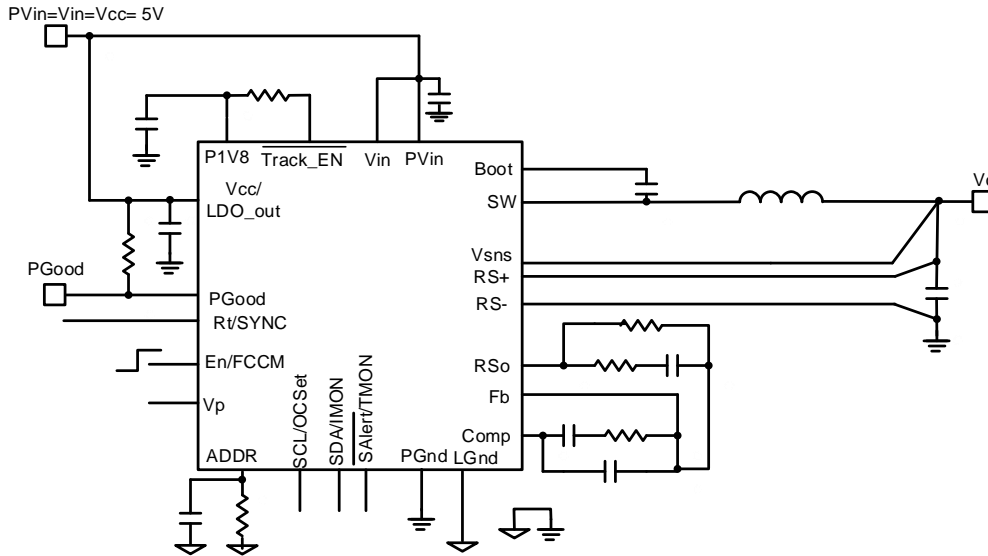 PVin=Vin=Vcc= 5V
P1V8
Track_EN
Vin
PVin
Boot
Vcc/
LDO_out
SW
Vsns
RS+
PGood
RS-
PGood
Rt/SYNC
En/FCCM
RSo
Vp
Fb
Comp
ADDR
SCL/OCSet
SDA/IMON
SAlert/TMON
PGnd
LGnd